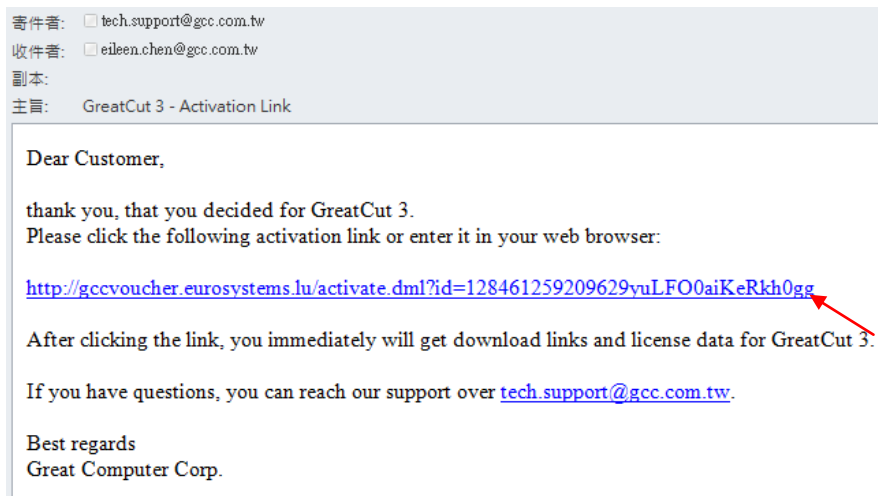 寄件者: tech.support@gcc.com.tw
收件者: eileen.chen@gcc.com.tw
副本:
主旨: GreatCut 3 - Activation Link
Dear Customer,
thank you, that you decided for GreatCut 3.
Please click the following activation link or enter it in your web browser:
http://gccvoucher.eurosystems.lu/activate.dml?id=128461259209629yuLFO0aiKeRkh0gg
After clicking the link, you immediately will get download links and license data for GreatCut 3.
If you have questions, you can reach our support over tech.support@gcc.com.tw.
Best regards
Great Computer Corp.